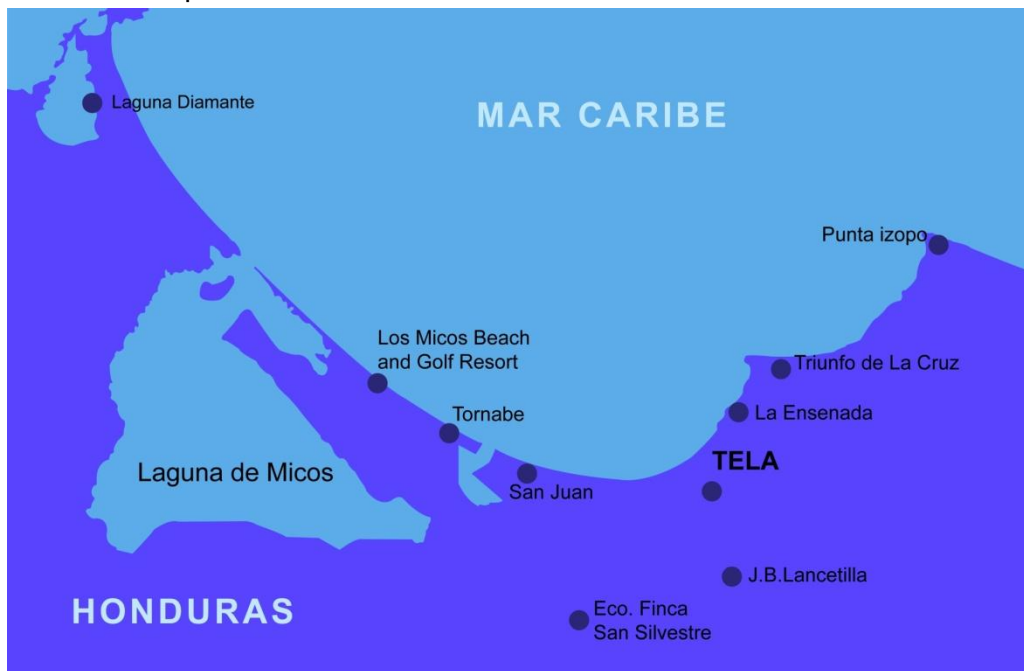 Laguna Diamante
MAR CARIBE
Punta izopo
Los Micos Beach
and Golf Resort
Triunfo de La Cruz
Tornabe
La Ensenada
TELA
Laguna de Micos
San Juan
J.B.Lancetilla
HONDURAS
Eco. Finca
San Silvestre